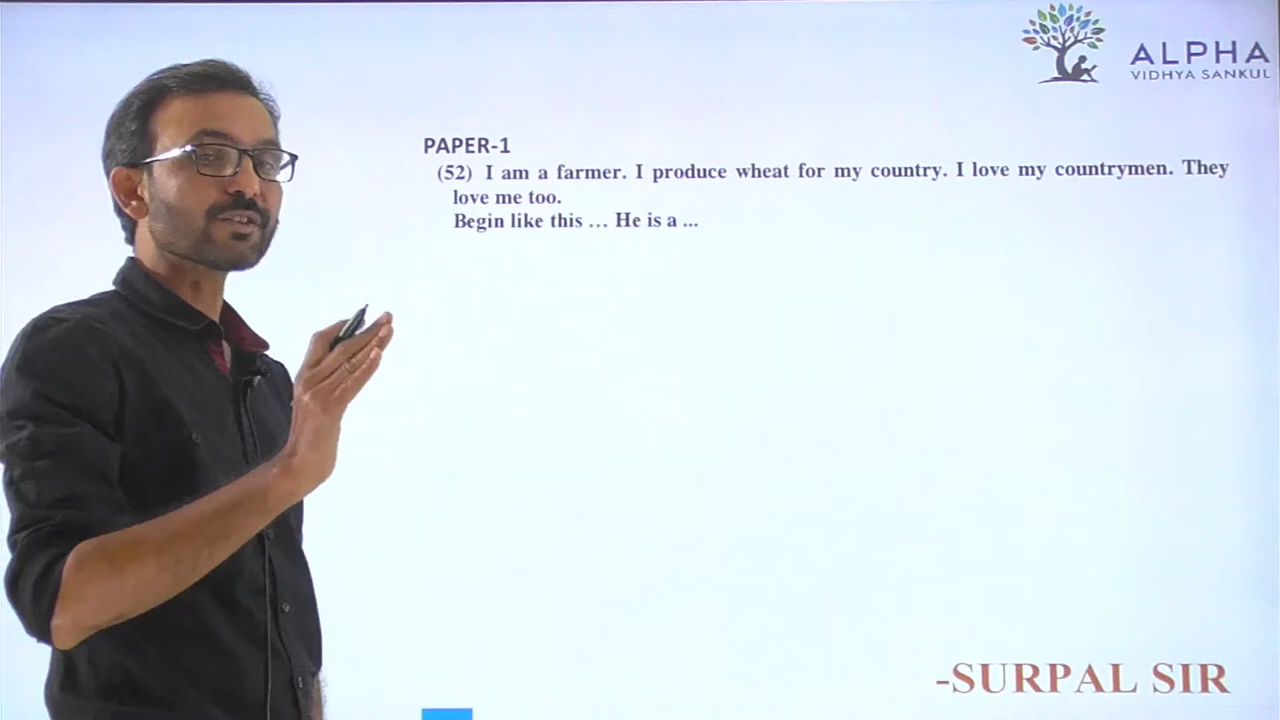 ALPHA
VIDHYA SANKUL
PAPER-1
(52) I am a farmer. I produce wheat for my country. I love my countrymen. They
love me too.
Begin like this ... He is a ...
-SURPAL SIR